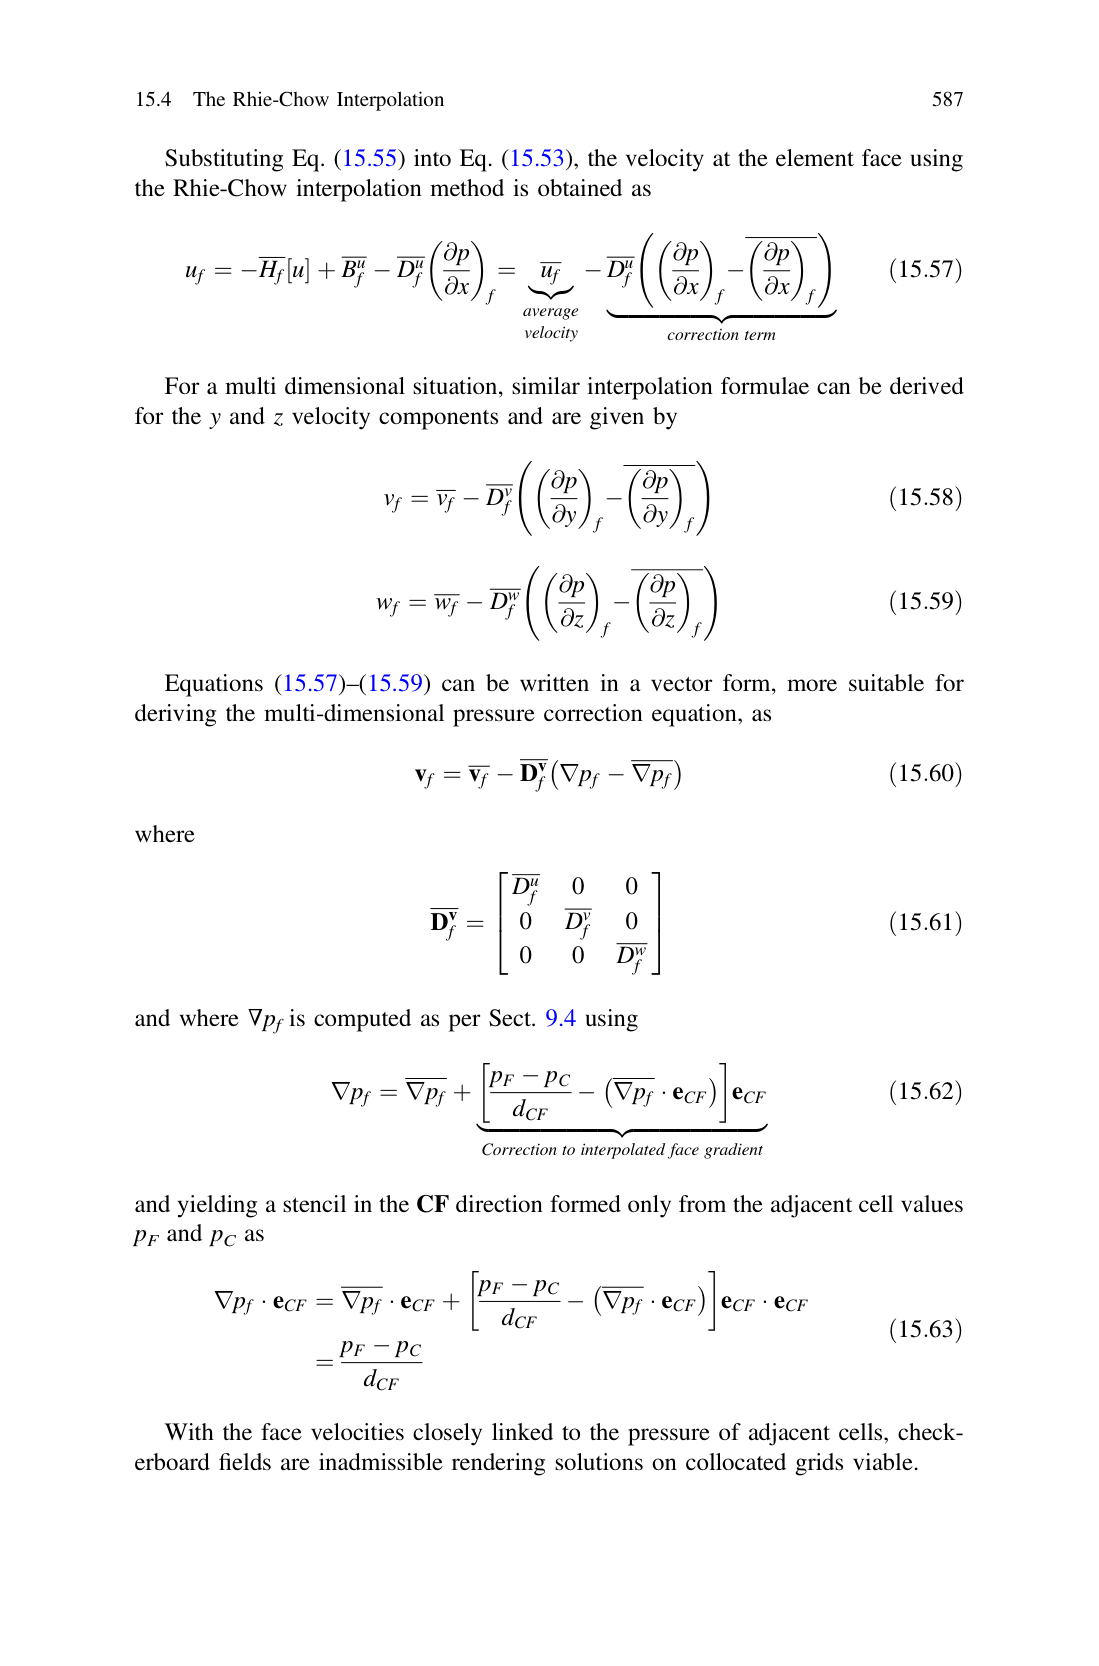 15.4 The Rhie-Chow Interpolation 587
Substituting Eq. (15.55) into Eq. (15.53), the velocity at the element face using
the Rhie-Chow interpolation method is obtained as
$u_f = -\overline{H_f}[u] + \overline{B_f^u} - \overline{D_f^u}\left(\frac{\partial p}{\partial x}\right)_f = \underbrace{\overline{u_f}}_{\substack{average \\ velocity}} - \underbrace{\overline{D_f^u}\left(\left(\frac{\partial p}{\partial x}\right)_f - \overline{\left(\frac{\partial p}{\partial x}\right)_f}\right)}_{correction\ term}$ (15.57)
For a multi dimensional situation, similar interpolation formulae can be derived
for the y and z velocity components and are given by
$v_f = \overline{v_f} - \overline{D_f^v}\left(\left(\frac{\partial p}{\partial y}\right)_f - \overline{\left(\frac{\partial p}{\partial y}\right)_f}\right)$ (15.58)
$w_f = \overline{w_f} - \overline{D_f^w}\left(\left(\frac{\partial p}{\partial z}\right)_f - \overline{\left(\frac{\partial p}{\partial z}\right)_f}\right)$ (15.59)
Equations (15.57)–(15.59) can be written in a vector form, more suitable for
deriving the multi-dimensional pressure correction equation, as
$\mathbf{v}_f = \overline{\mathbf{v}_f} - \overline{\mathbf{D}_f^{\mathbf{v}}}\left(\nabla p_f - \overline{\nabla p_f}\right)$ (15.60)
where
$\overline{\mathbf{D}_f^{\mathbf{v}}} = \begin{bmatrix} \overline{D_f^u} & 0 & 0 \\ 0 & \overline{D_f^v} & 0 \\ 0 & 0 & \overline{D_f^w} \end{bmatrix}$ (15.61)
and where $\nabla p_f$ is computed as per Sect. 9.4 using
$\nabla p_f = \overline{\nabla p_f} + \underbrace{\left[\frac{p_F - p_C}{d_{CF}} - \left(\overline{\nabla p_f} \cdot \mathbf{e}_{CF}\right)\right]\mathbf{e}_{CF}}_{Correction\ to\ interpolated\ face\ gradient}$ (15.62)
and yielding a stencil in the CF direction formed only from the adjacent cell values
$p_F$ and $p_C$ as
$\nabla p_f \cdot \mathbf{e}_{CF} = \overline{\nabla p_f} \cdot \mathbf{e}_{CF} + \left[\frac{p_F - p_C}{d_{CF}} - \left(\overline{\nabla p_f} \cdot \mathbf{e}_{CF}\right)\right]\mathbf{e}_{CF} \cdot \mathbf{e}_{CF}$
$= \frac{p_F - p_C}{d_{CF}}$ (15.63)
With the face velocities closely linked to the pressure of adjacent cells, check-
erboard fields are inadmissible rendering solutions on collocated grids viable.